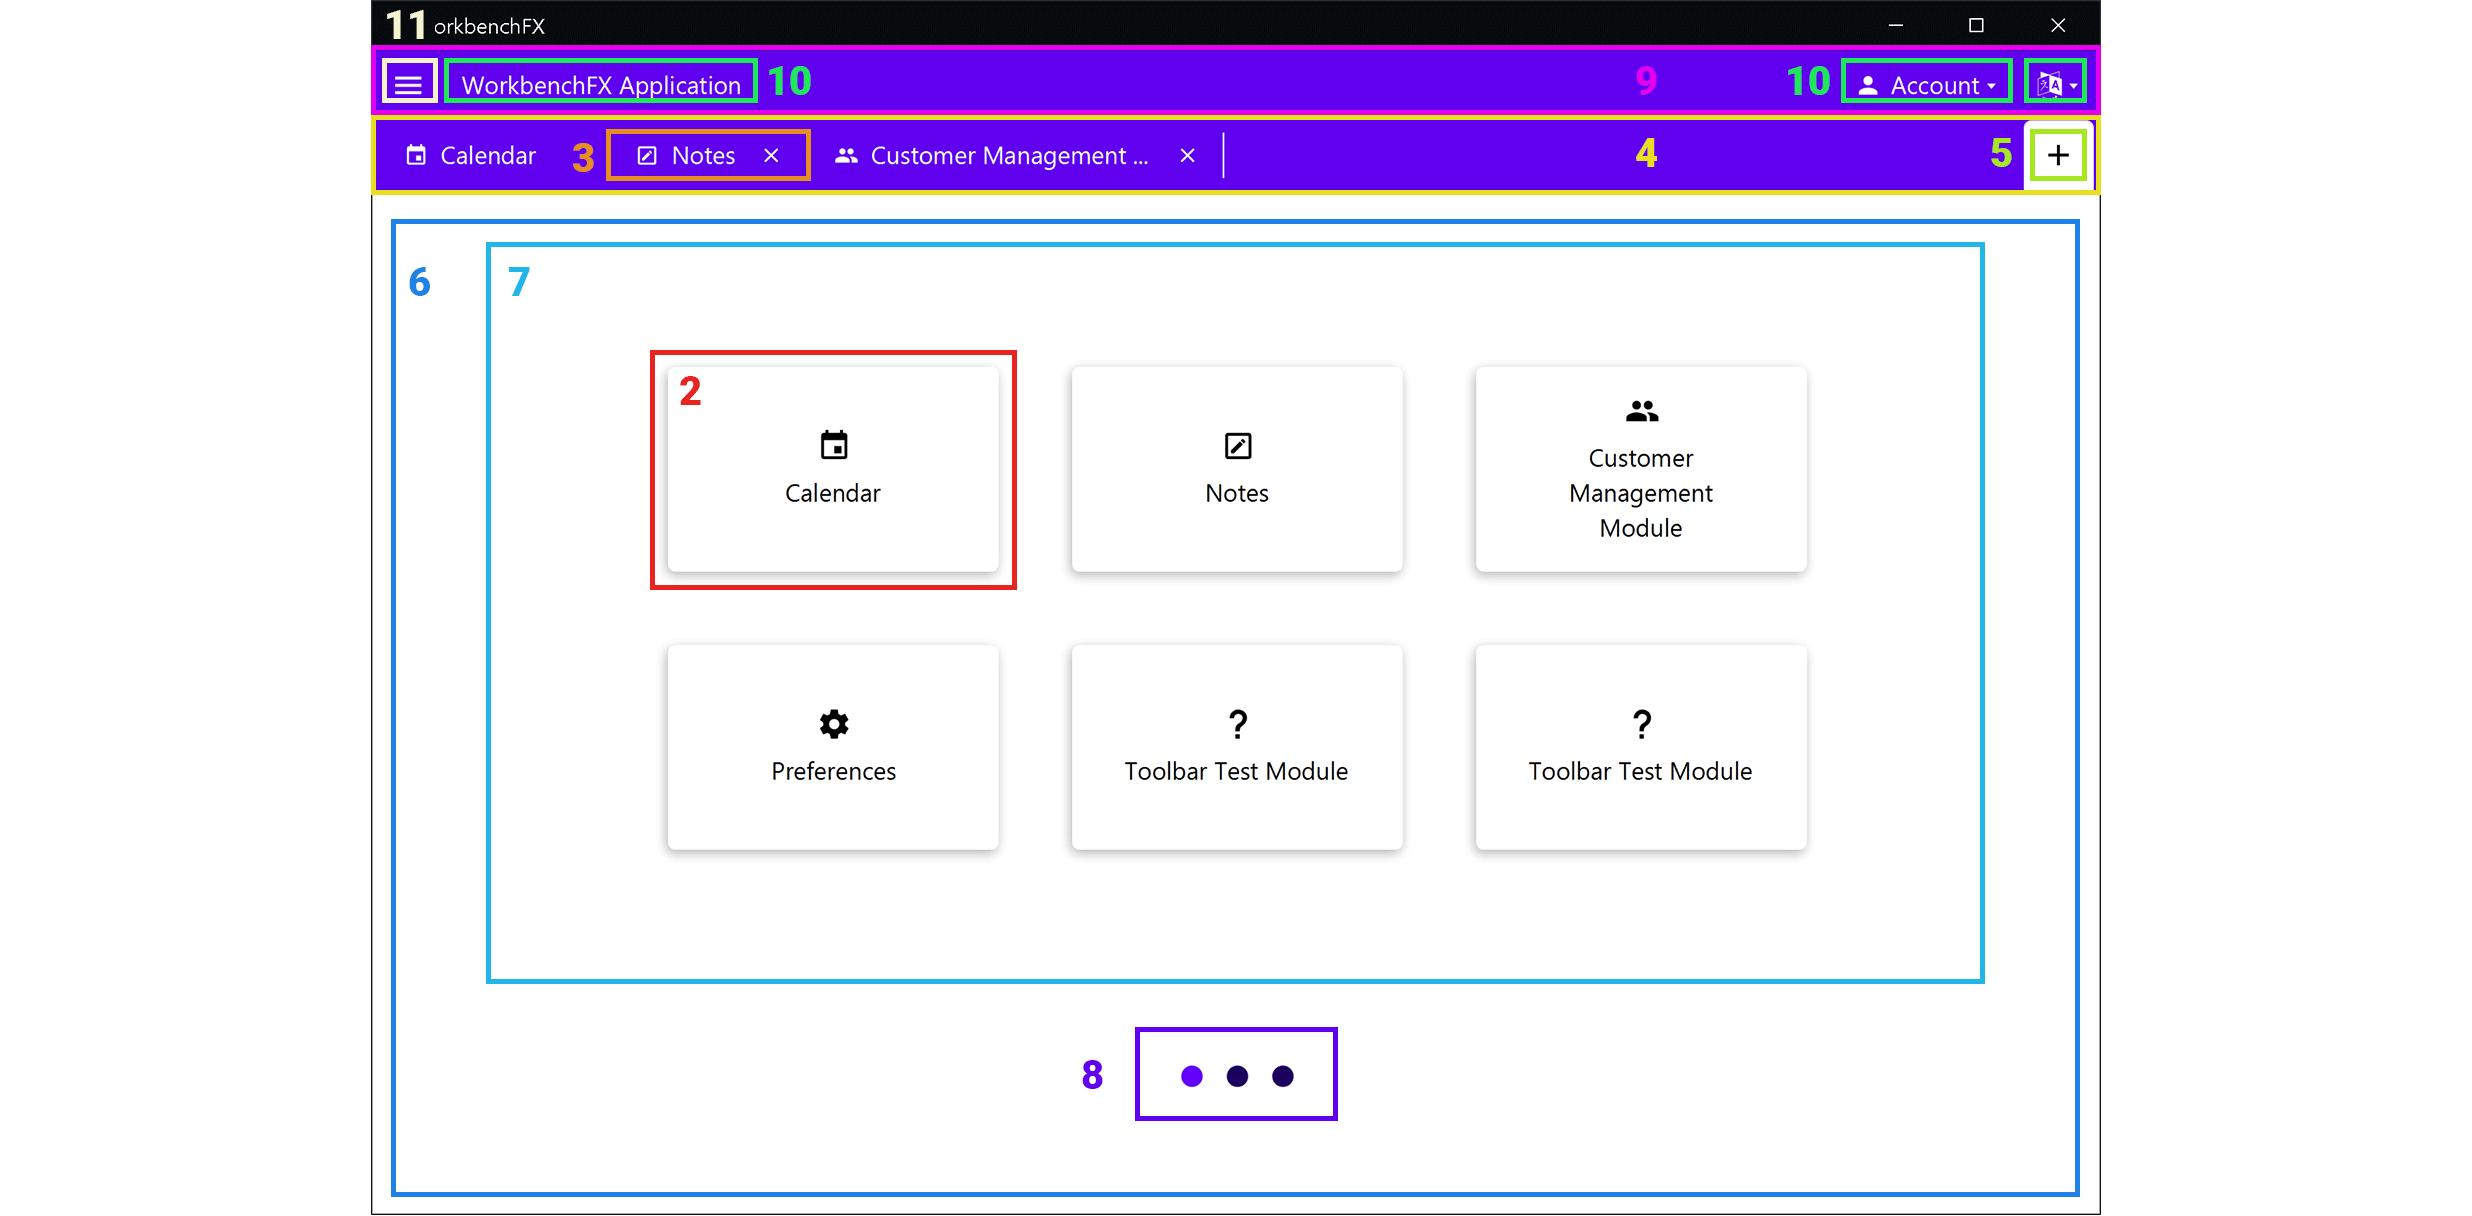 11 orkbenchFX
WorkbenchFX Application 10 9 10 Account
Calendar 3 Notes Customer Management ... 4 5 +
6 7
2
Calendar
Notes
Customer
Management
Module
Preferences
? Toolbar Test Module
? Toolbar Test Module
8